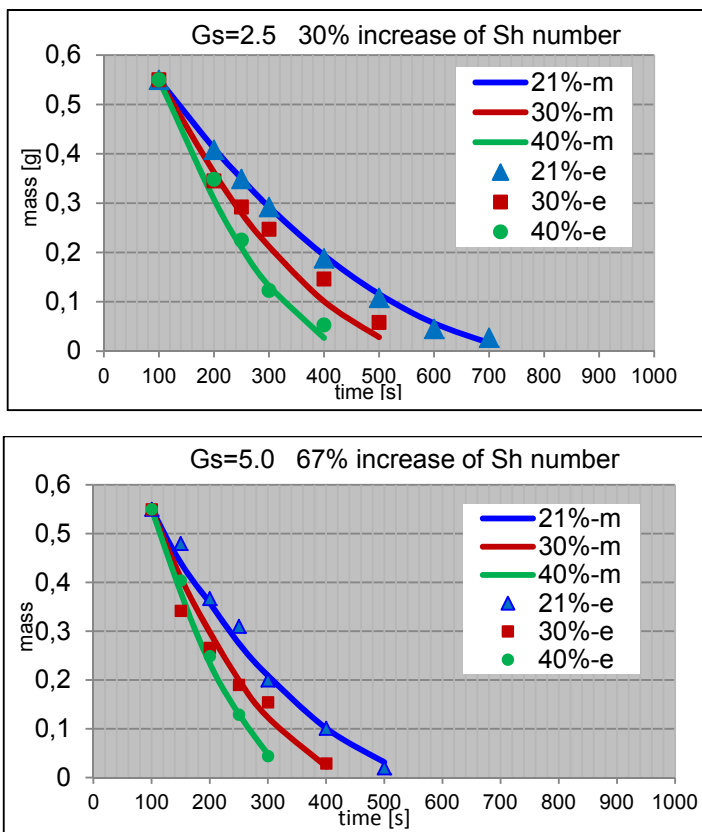 Gs=2.5 30% increase of Sh number
0,6
0,5
0,4
0,3
0,2
0,1
0
mass [g]
21%-m
30%-m
40%-m
21%-e
30%-e
40%-e
0 100 200 300 400 500 600 700 800 900 1000
time [s]
Gs=5.0 67% increase of Sh number
0,6
0,5
0,4
0,3
0,2
0,1
0
mass
21%-m
30%-m
40%-m
21%-e
30%-e
40%-e
0 100 200 300 400 500 600 700 800 900 1000
time [s]